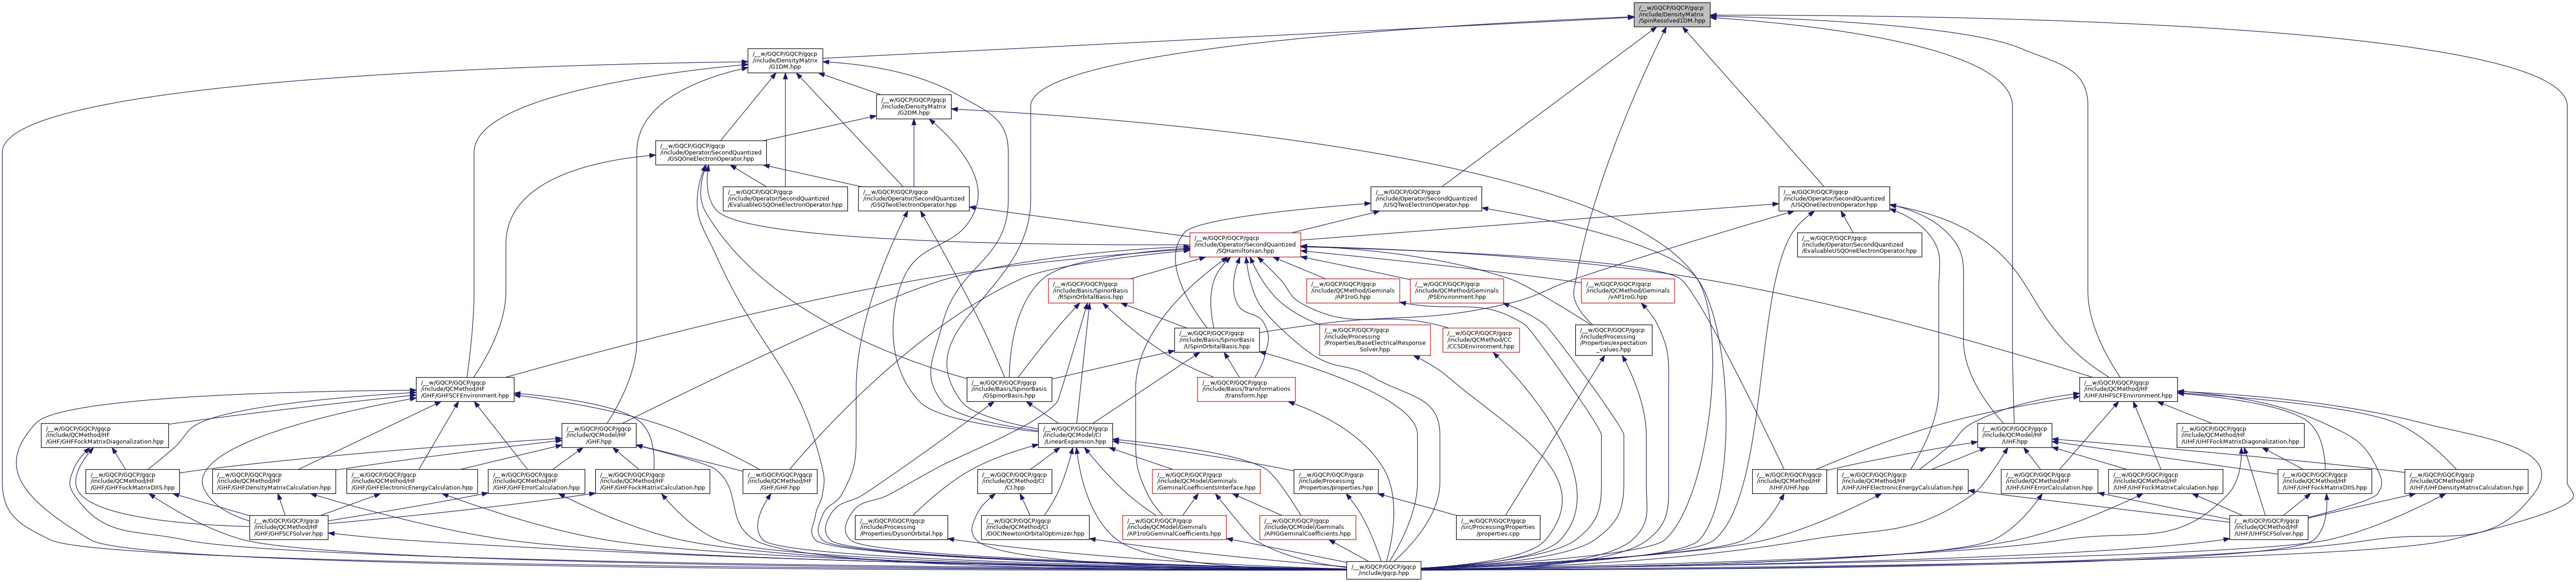 /__w/GQCP/GQCP/gqcp
/include/DensityMatrix
/SpinResolved1DM.hpp
/__w/GQCP/GQCP/gqcp
/include/DensityMatrix
/G1DM.hpp
/__w/GQCP/GQCP/gqcp
/include/DensityMatrix
/G2DM.hpp
/__w/GQCP/GQCP/gqcp
/include/Operator/SecondQuantized
/GSQOneElectronOperator.hpp
/__w/GQCP/GQCP/gqcp
/include/Operator/SecondQuantized
/EvaluableGSQOneElectronOperator.hpp
/__w/GQCP/GQCP/gqcp
/include/Operator/SecondQuantized
/GSQTwoElectronOperator.hpp
/__w/GQCP/GQCP/gqcp
/include/Operator/SecondQuantized
/USQTwoElectronOperator.hpp
/__w/GQCP/GQCP/gqcp
/include/Operator/SecondQuantized
/USQOneElectronOperator.hpp
/__w/GQCP/GQCP/gqcp
/include/Operator/SecondQuantized
/SQHamiltonian.hpp
/__w/GQCP/GQCP/gqcp
/include/Operator/SecondQuantized
/EvaluableUSQOneElectronOperator.hpp
/__w/GQCP/GQCP/gqcp
/include/Basis/SpinorBasis
/RSpinOrbitalBasis.hpp
/__w/GQCP/GQCP/gqcp
/include/QCMethod/Geminals
/AP1roG.hpp
/__w/GQCP/GQCP/gqcp
/include/QCMethod/Geminals
/PSEnvironment.hpp
/__w/GQCP/GQCP/gqcp
/include/QCMethod/Geminals
/vAP1roG.hpp
/__w/GQCP/GQCP/gqcp
/include/Basis/SpinorBasis
/USpinOrbitalBasis.hpp
/__w/GQCP/GQCP/gqcp
/include/Processing
/Properties/BaseElectricalResponse
Solver.hpp
/__w/GQCP/GQCP/gqcp
/include/QCMethod/CC
/CCSDEnvironment.hpp
/__w/GQCP/GQCP/gqcp
/include/Processing
/Properties/expectation
_values.hpp
/__w/GQCP/GQCP/gqcp
/include/QCMethod/HF
/GHF/GHFSCFEnvironment.hpp
/__w/GQCP/GQCP/gqcp
/include/Basis/SpinorBasis
/GSpinorBasis.hpp
/__w/GQCP/GQCP/gqcp
/include/Basis/Transformations
/transform.hpp
/__w/GQCP/GQCP/gqcp
/include/QCMethod/HF
/UHF/UHFSCFEnvironment.hpp
/__w/GQCP/GQCP/gqcp
/include/QCMethod/HF
/GHF/GHFFockMatrixDiagonalization.hpp
/__w/GQCP/GQCP/gqcp
/include/QCModel/HF
/GHF.hpp
/__w/GQCP/GQCP/gqcp
/include/QCModel/CI
/LinearExpansion.hpp
/__w/GQCP/GQCP/gqcp
/include/QCModel/HF
/UHF.hpp
/__w/GQCP/GQCP/gqcp
/include/QCMethod/HF
/UHF/UHFFockMatrixDiagonalization.hpp
/__w/GQCP/GQCP/gqcp
/include/QCMethod/HF
/GHF/GHFFockMatrixDIIS.hpp
/__w/GQCP/GQCP/gqcp
/include/QCMethod/HF
/GHF/GHFDensityMatrixCalculation.hpp
/__w/GQCP/GQCP/gqcp
/include/QCMethod/HF
/GHF/GHFElectronicEnergyCalculation.hpp
/__w/GQCP/GQCP/gqcp
/include/QCMethod/HF
/GHF/GHFErrorCalculation.hpp
/__w/GQCP/GQCP/gqcp
/include/QCMethod/HF
/GHF/GHFFockMatrixCalculation.hpp
/__w/GQCP/GQCP/gqcp
/include/QCMethod/HF
/GHF/GHF.hpp
/__w/GQCP/GQCP/gqcp
/include/QCMethod/CI
/CI.hpp
/__w/GQCP/GQCP/gqcp
/include/QCModel/Geminals
/GeminalCoefficientsInterface.hpp
/__w/GQCP/GQCP/gqcp
/include/Processing
/Properties/properties.hpp
/__w/GQCP/GQCP/gqcp
/include/QCMethod/HF
/UHF/UHF.hpp
/__w/GQCP/GQCP/gqcp
/include/QCMethod/HF
/UHF/UHFElectronicEnergyCalculation.hpp
/__w/GQCP/GQCP/gqcp
/include/QCMethod/HF
/UHF/UHFErrorCalculation.hpp
/__w/GQCP/GQCP/gqcp
/include/QCMethod/HF
/UHF/UHFFockMatrixCalculation.hpp
/__w/GQCP/GQCP/gqcp
/include/QCMethod/HF
/UHF/UHFFockMatrixDIIS.hpp
/__w/GQCP/GQCP/gqcp
/include/QCMethod/HF
/UHF/UHFDensityMatrixCalculation.hpp
/__w/GQCP/GQCP/gqcp
/include/QCMethod/HF
/GHF/GHFSCFSolver.hpp
/__w/GQCP/GQCP/gqcp
/include/Processing
/Properties/DysonOrbital.hpp
/__w/GQCP/GQCP/gqcp
/include/QCMethod/CI
/DOCINewtonOrbitalOptimizer.hpp
/__w/GQCP/GQCP/gqcp
/include/QCModel/Geminals
/AP1roGGeminalCoefficients.hpp
/__w/GQCP/GQCP/gqcp
/include/QCModel/Geminals
/APIGGeminalCoefficients.hpp
/__w/GQCP/GQCP/gqcp
/src/Processing/Properties
/properties.cpp
/__w/GQCP/GQCP/gqcp
/include/QCMethod/HF
/UHF/UHFSCFSolver.hpp
/__w/GQCP/GQCP/gqcp
/include/gqcp.hpp